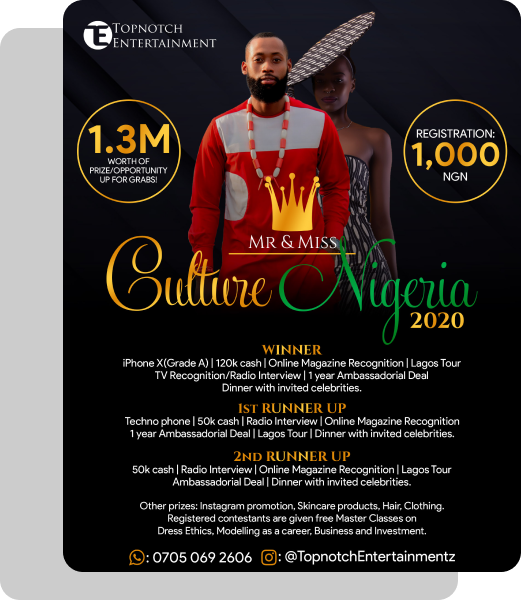 TOPNOTCH
ENTERTAINMENT
1.3M
WORTH OF
PRIZE/OPPORTUNITY
UP FOR GRABS!
REGISTRATION:
1,000
NGN
MR & MISS
Culture Nigeria
2020
WINNER
iPhone X(Grade A) | 120k cash | Online Magazine Recognition | Lagos Tour
TV Recognition/Radio Interview | 1 year Ambassadorial Deal
Dinner with invited celebrities.
1ST RUNNER UP
Techno phone | 50k cash | Radio Interview | Online Magazine Recognition
1 year Ambassadorial Deal | Lagos Tour | Dinner with invited celebrities.
2ND RUNNER UP
50k cash | Radio Interview | Online Magazine Recognition | Lagos Tour
Ambassadorial Deal | Dinner with invited celebrities.
Other prizes: Instagram promotion, Skincare products, Hair, Clothing.
Registered contestants are given free Master Classes on
Dress Ethics, Modelling as a career, Business and Investment.
: 0705 069 2606 : @TopnotchEntertainmentz